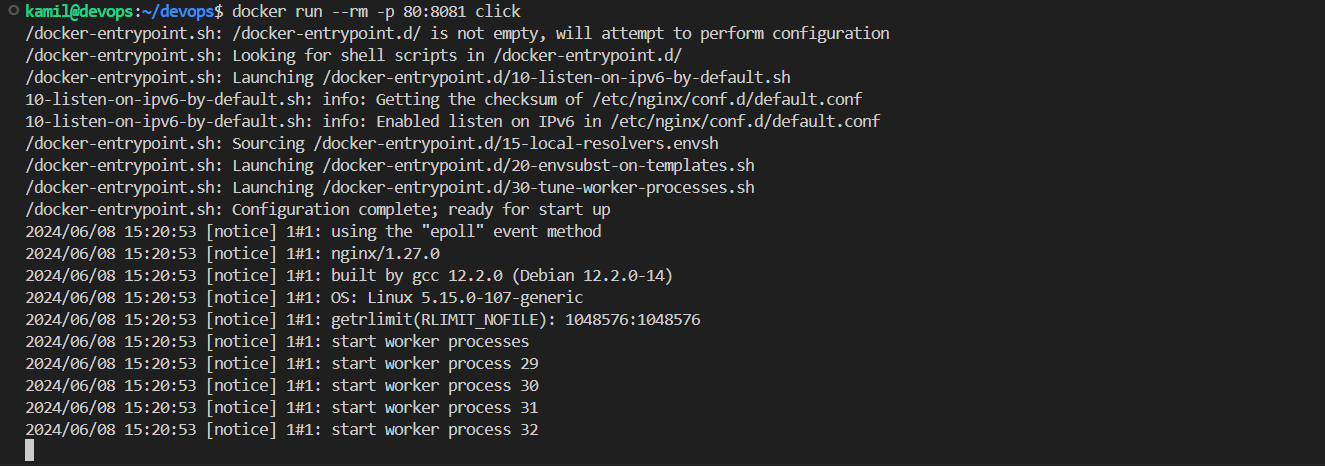 kamil@devops:~/devops$ docker run --rm -p 80:8081 click
/docker-entrypoint.sh: /docker-entrypoint.d/ is not empty, will attempt to perform configuration
/docker-entrypoint.sh: Looking for shell scripts in /docker-entrypoint.d/
/docker-entrypoint.sh: Launching /docker-entrypoint.d/10-listen-on-ipv6-by-default.sh
10-listen-on-ipv6-by-default.sh: info: Getting the checksum of /etc/nginx/conf.d/default.conf
10-listen-on-ipv6-by-default.sh: info: Enabled listen on IPv6 in /etc/nginx/conf.d/default.conf
/docker-entrypoint.sh: Sourcing /docker-entrypoint.d/15-local-resolvers.envsh
/docker-entrypoint.sh: Launching /docker-entrypoint.d/20-envsubst-on-templates.sh
/docker-entrypoint.sh: Launching /docker-entrypoint.d/30-tune-worker-processes.sh
/docker-entrypoint.sh: Configuration complete; ready for start up
2024/06/08 15:20:53 [notice] 1#1: using the "epoll" event method
2024/06/08 15:20:53 [notice] 1#1: nginx/1.27.0
2024/06/08 15:20:53 [notice] 1#1: built by gcc 12.2.0 (Debian 12.2.0-14)
2024/06/08 15:20:53 [notice] 1#1: OS: Linux 5.15.0-107-generic
2024/06/08 15:20:53 [notice] 1#1: getrlimit(RLIMIT_NOFILE): 1048576:1048576
2024/06/08 15:20:53 [notice] 1#1: start worker processes
2024/06/08 15:20:53 [notice] 1#1: start worker process 29
2024/06/08 15:20:53 [notice] 1#1: start worker process 30
2024/06/08 15:20:53 [notice] 1#1: start worker process 31
2024/06/08 15:20:53 [notice] 1#1: start worker process 32